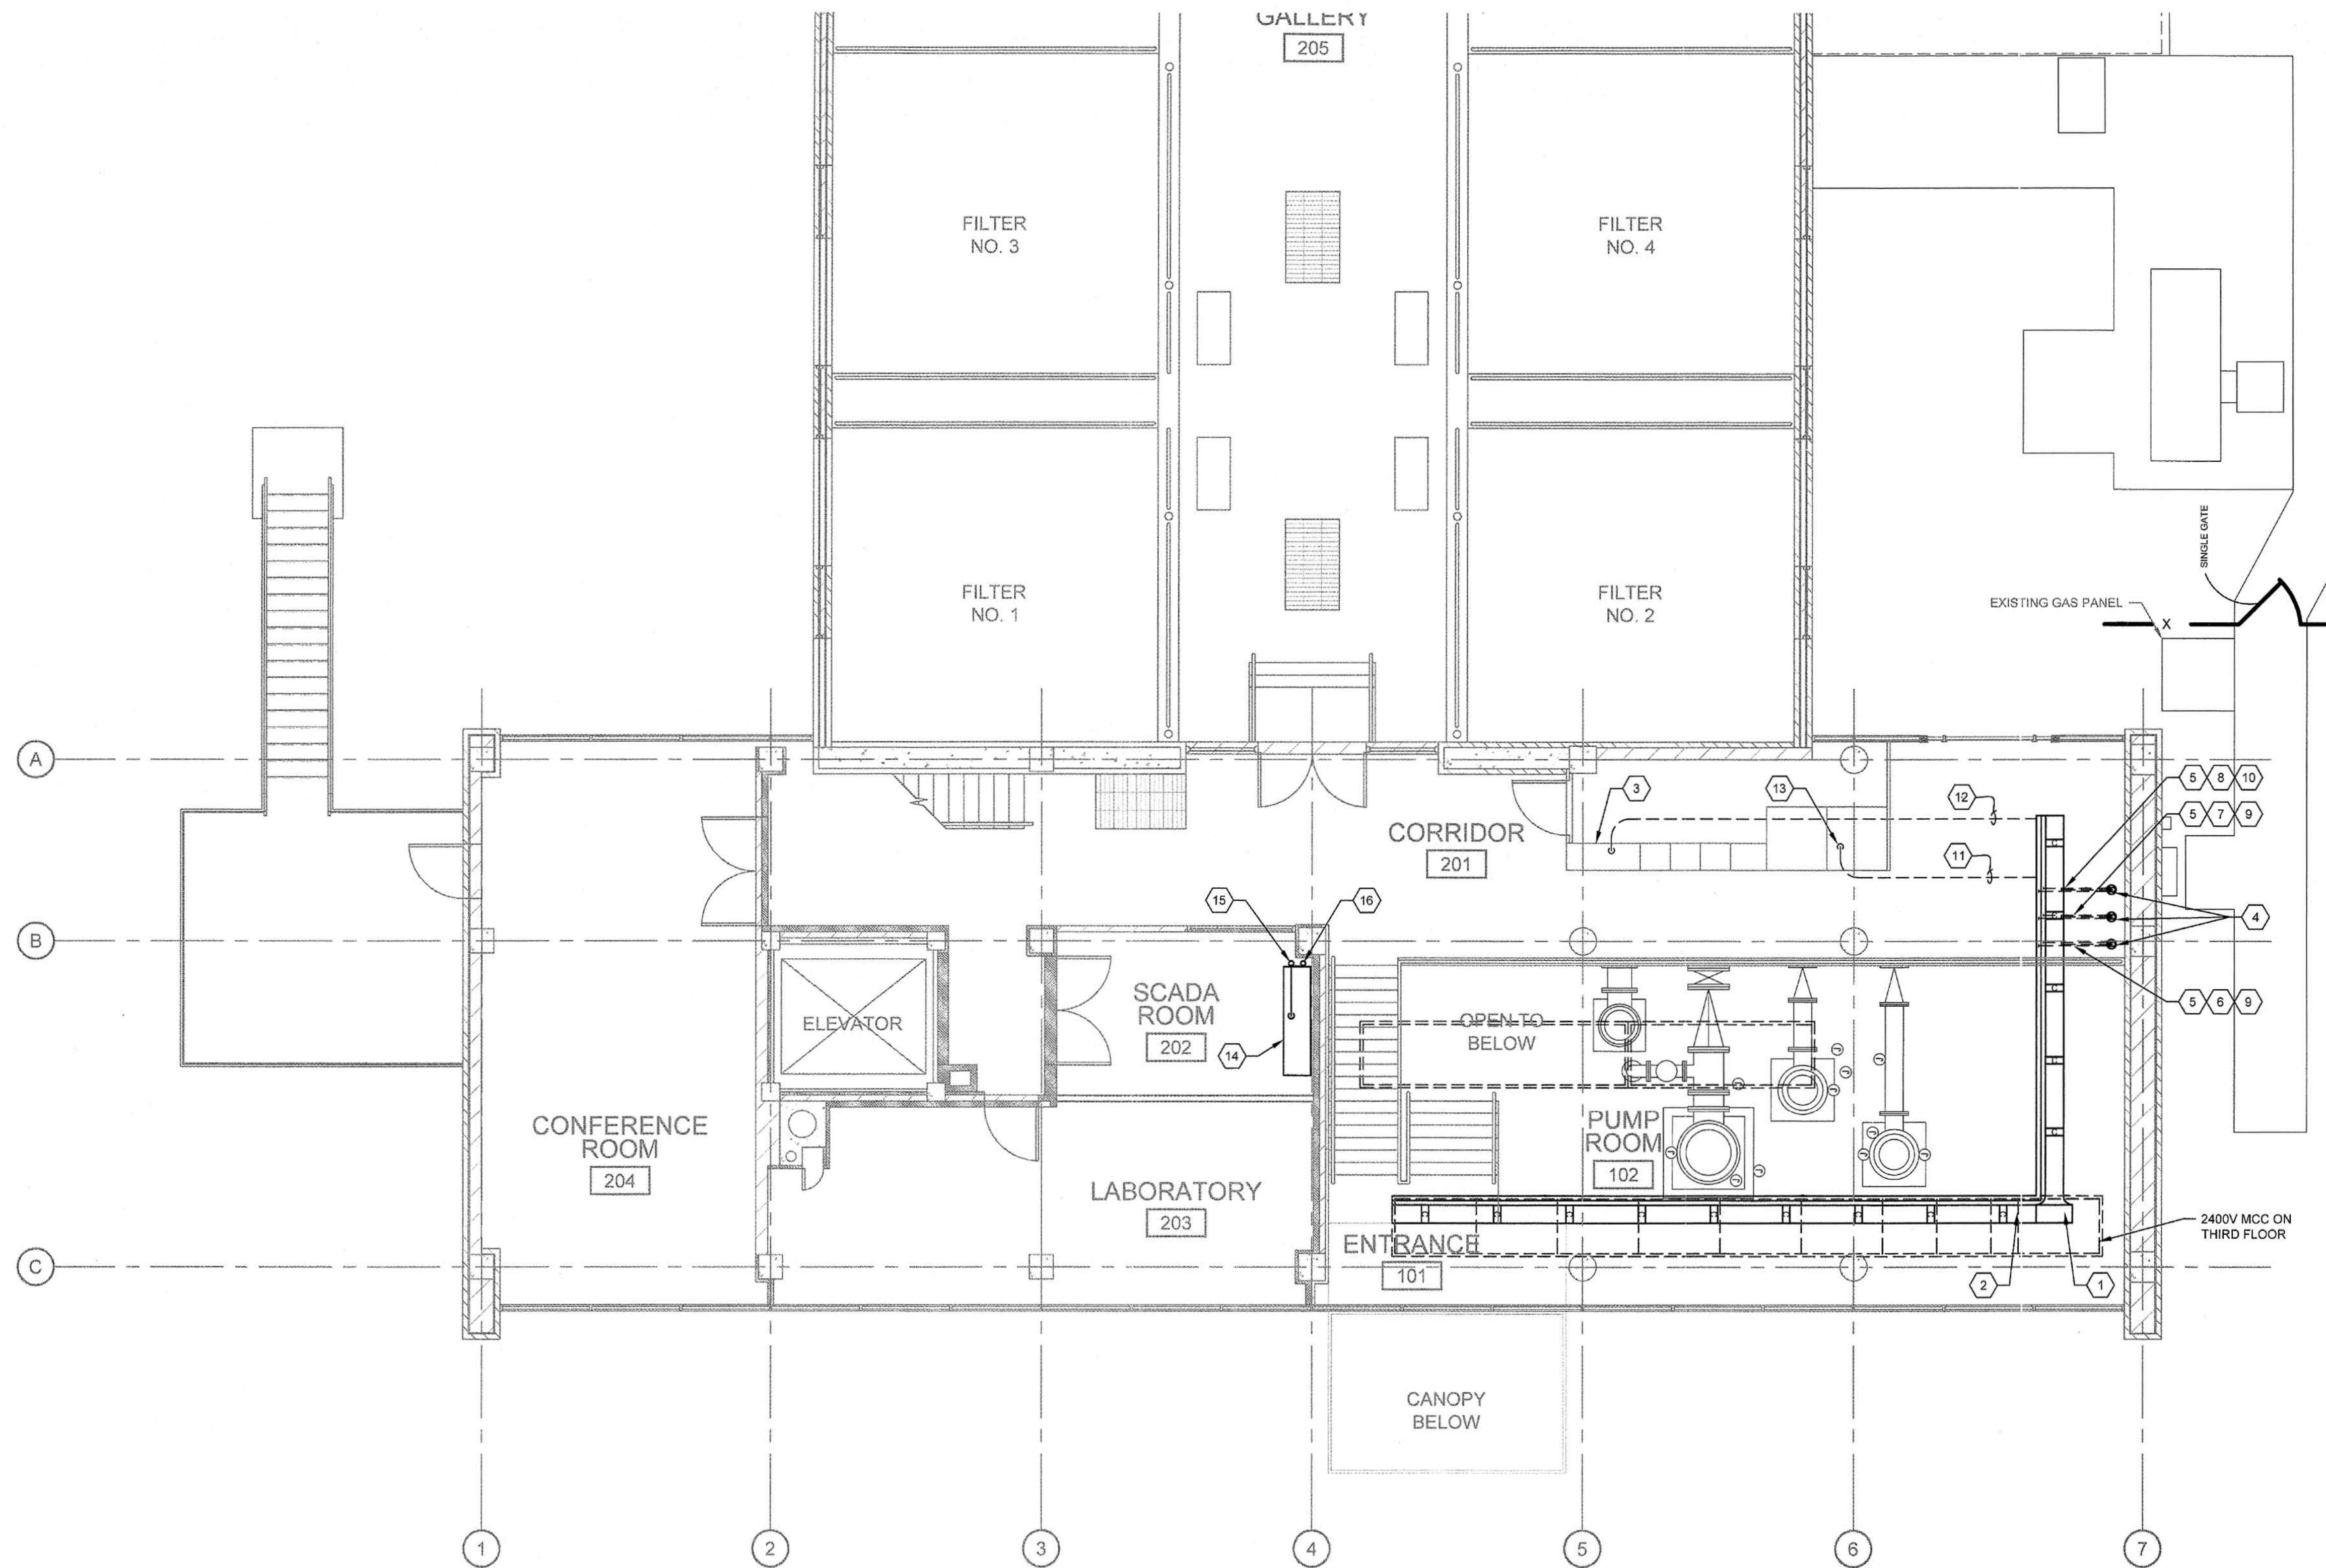 GALLERY
205
FILTER
NO. 3
FILTER
NO. 4
FILTER
NO. 1
FILTER
NO. 2
SINGLE GATE
EXISTING GAS PANEL
X
A
3
13
12
5 8 10
5 7 9
CORRIDOR
201
11
15
16
4
B
SCADA
ROOM
202
ELEVATOR
14
OPEN TO
BELOW
5 6 9
CONFERENCE
ROOM
204
PUMP
ROOM
102
LABORATORY
203
2400V MCC ON
THIRD FLOOR
ENTRANCE
101
C
2
1
CANOPY
BELOW
1
2
3
4
5
6
7